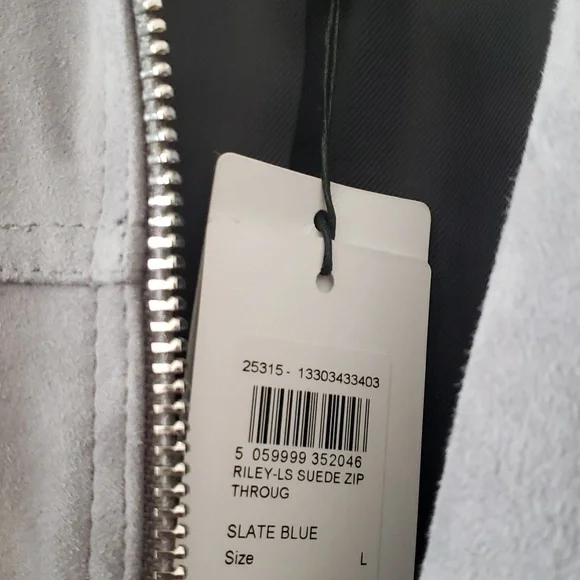 25315 - 13303433403
5 059999 352046
RILEY-LS SUEDE ZIP
THROUG
SLATE BLUE
Size L